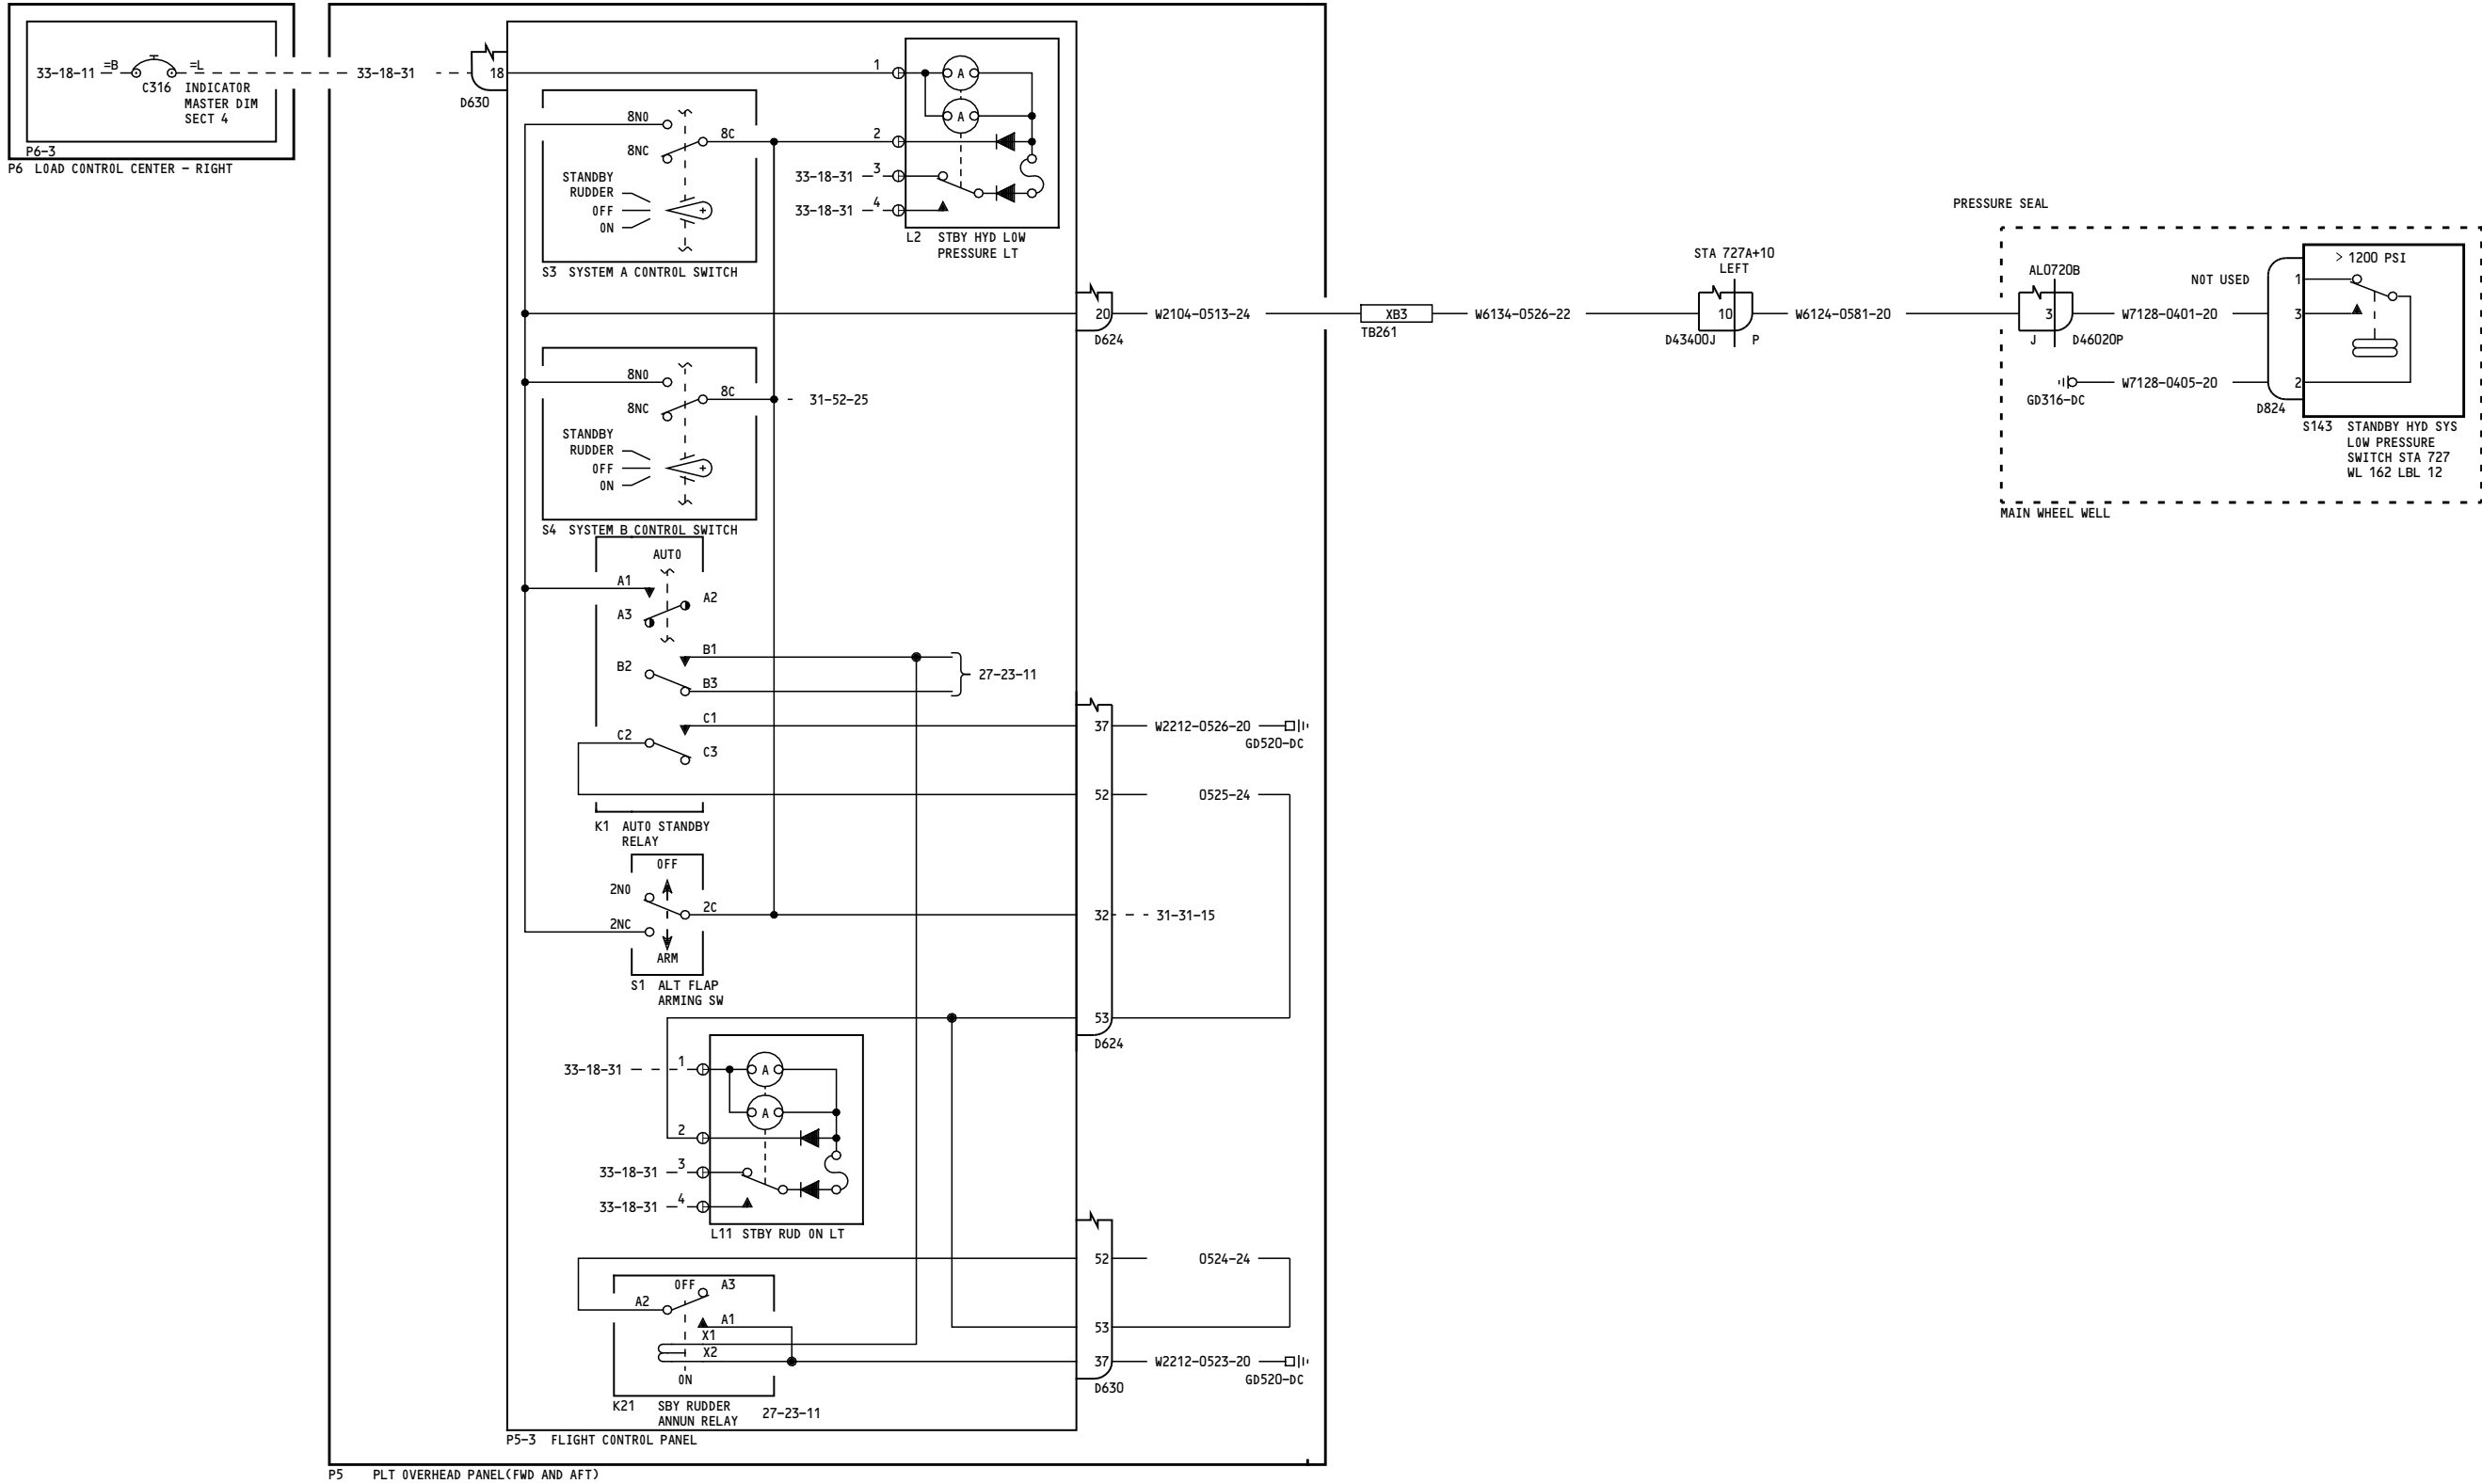 33-18-11
=B
C316
=L
INDICATOR
MASTER DIM
SECT 4
P6-3
P6 LOAD CONTROL CENTER - RIGHT
33-18-31
18
D630
8NO
8NC
8C
STANDBY
RUDDER
OFF
ON
S3 SYSTEM A CONTROL SWITCH
1
A
A
2
33-18-31
3
33-18-31
4
L2 STBY HYD LOW
PRESSURE LT
20
D624
W2104-0513-24
XB3
TB261
W6134-0526-22
STA 727A+10
LEFT
10
D43400J
P
W6124-0581-20
PRESSURE SEAL
AL0720B
3
J
D46020P
NOT USED
W7128-0401-20
GD316-DC
W7128-0405-20
> 1200 PSI
1
3
2
D824
S143 STANDBY HYD SYS
LOW PRESSURE
SWITCH STA 727
WL 162 LBL 12
MAIN WHEEL WELL
8NO
8NC
8C
31-52-25
STANDBY
RUDDER
OFF
ON
S4 SYSTEM B CONTROL SWITCH
AUTO
A1
A2
A3
B1
B2
B3
27-23-11
C1
C2
C3
37
W2212-0526-20
GD520-DC
52
0525-24
K1 AUTO STANDBY
RELAY
OFF
2NO
2C
2NC
ARM
32
31-31-15
S1 ALT FLAP
ARMING SW
53
D624
33-18-31
1
A
A
2
33-18-31
3
33-18-31
4
L11 STBY RUD ON LT
52
0524-24
OFF
A3
A2
A1
X1
X2
ON
53
37
W2212-0523-20
GD520-DC
D630
K21 SBY RUDDER
ANNUN RELAY
27-23-11
P5-3 FLIGHT CONTROL PANEL
P5 PLT OVERHEAD PANEL(FWD AND AFT)